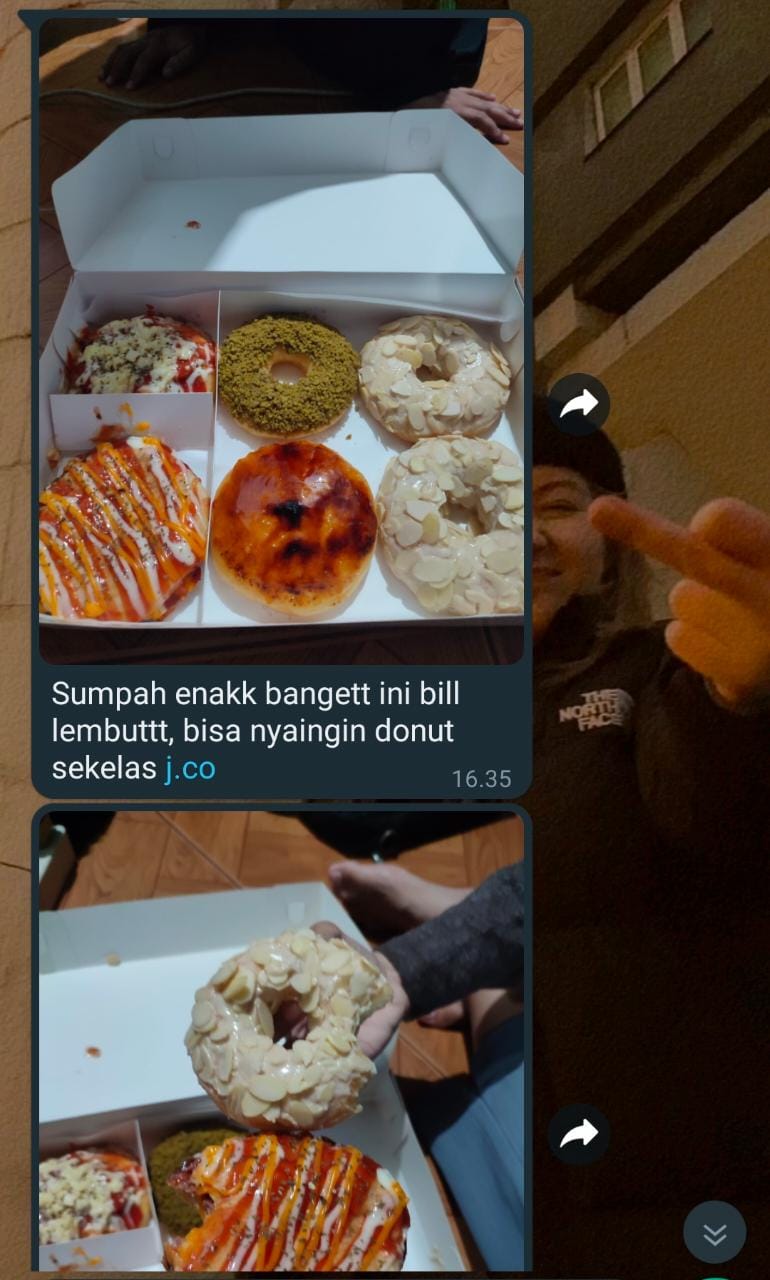 THE
NORTH
FACE
Sumpah enakk bangett ini bill
lembuttt, bisa nyaingin donut
sekelas j.co
16.35